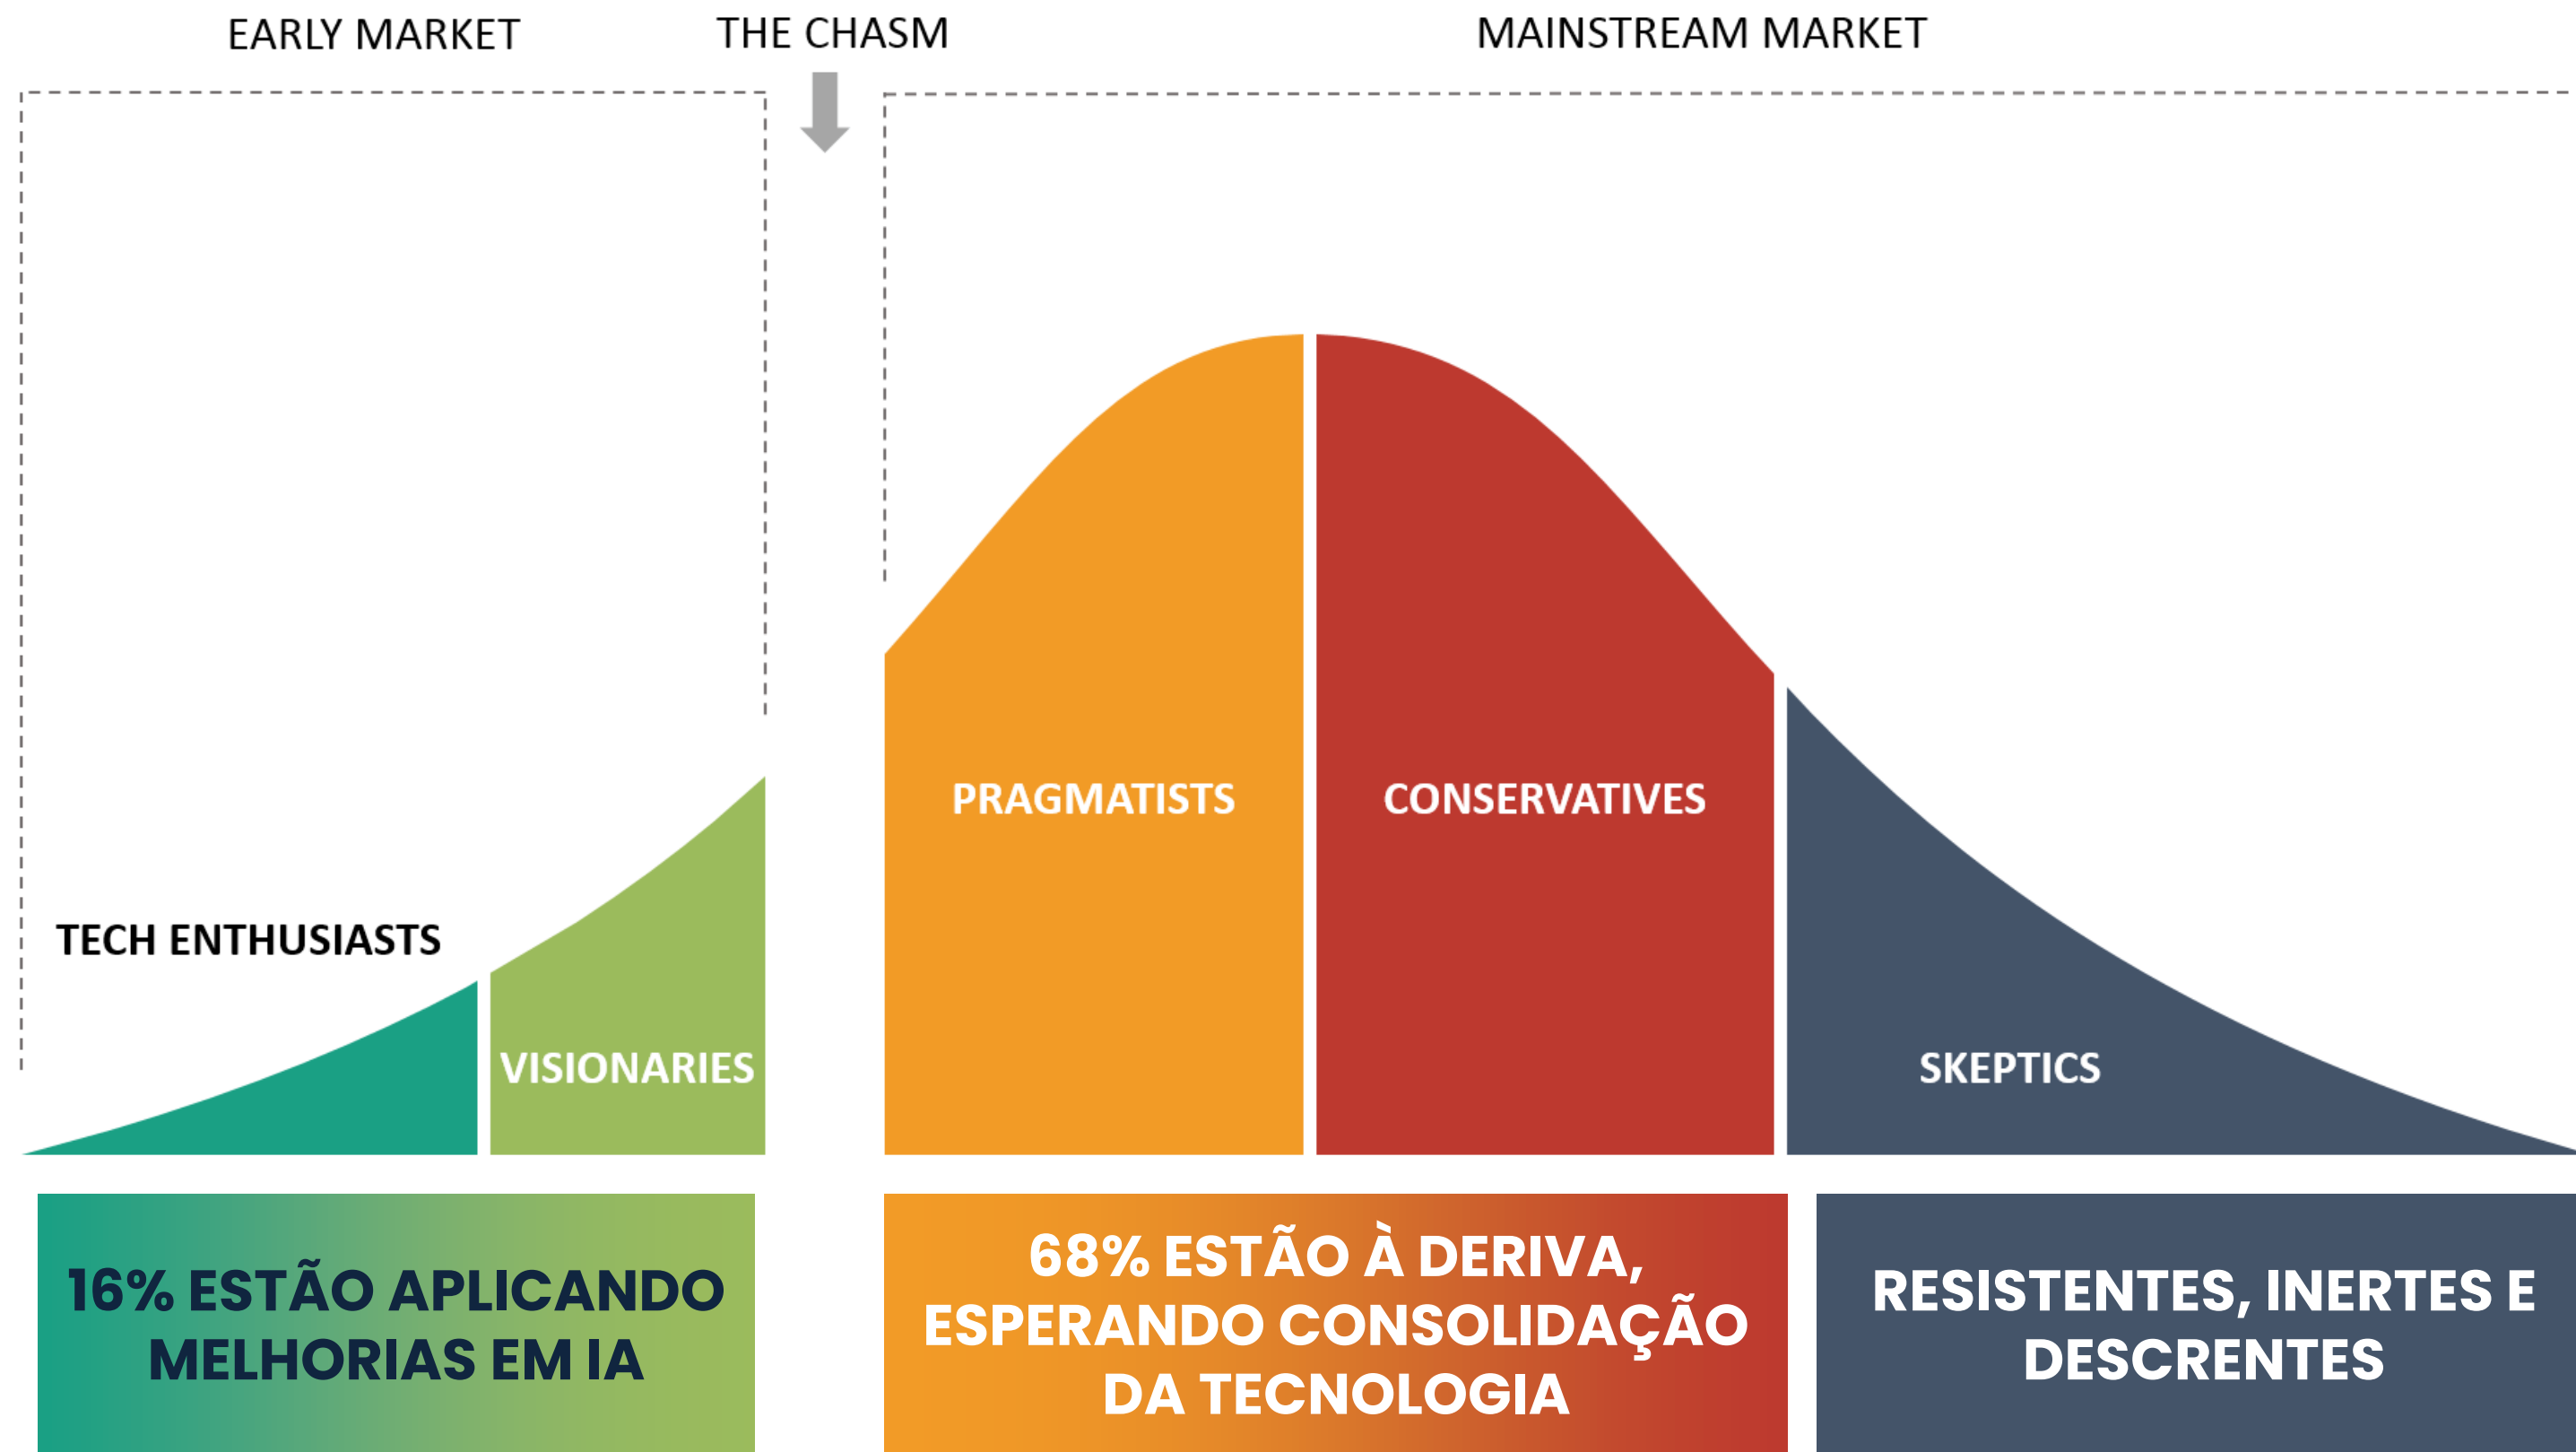 EARLY MARKET
THE CHASM
MAINSTREAM MARKET
PRAGMATISTS
CONSERVATIVES
TECH ENTHUSIASTS
VISIONARIES
SKEPTICS
16% ESTÃO APLICANDO
MELHORIAS EM IA
68% ESTÃO À DERIVA,
ESPERANDO CONSOLIDAÇÃO
DA TECNOLOGIA
RESISTENTES, INERTES E
DESCRENTES